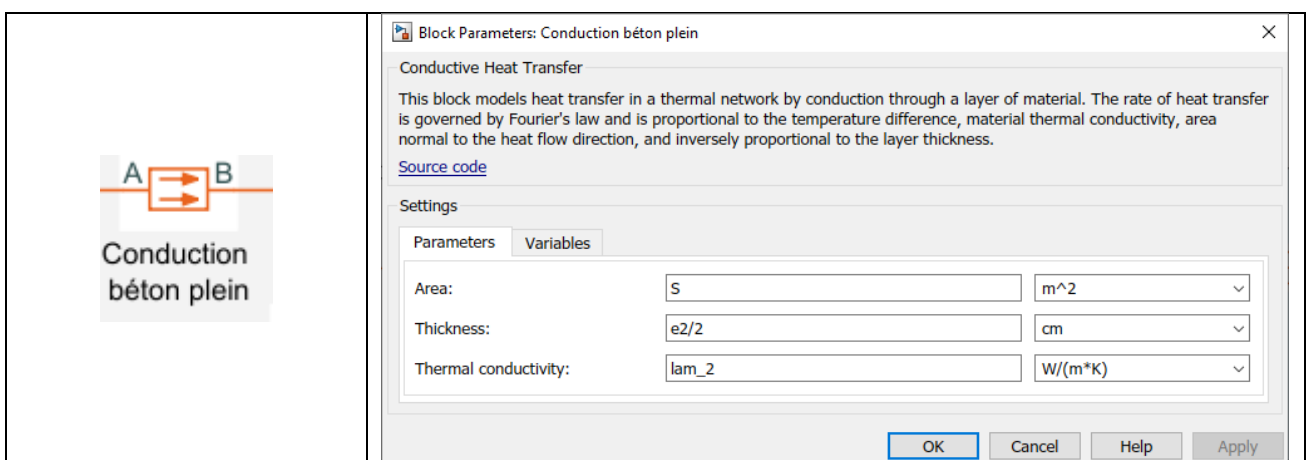 A B
Conduction
béton plein
Block Parameters: Conduction béton plein
Conductive Heat Transfer
This block models heat transfer in a thermal network by conduction through a layer of material. The rate of heat transfer
is governed by Fourier's law and is proportional to the temperature difference, material thermal conductivity, area
normal to the heat flow direction, and inversely proportional to the layer thickness.
Source code
Settings
Parameters Variables
Area: S m^2
Thickness: e2/2 cm
Thermal conductivity: lam_2 W/(m*K)
OK Cancel Help Apply